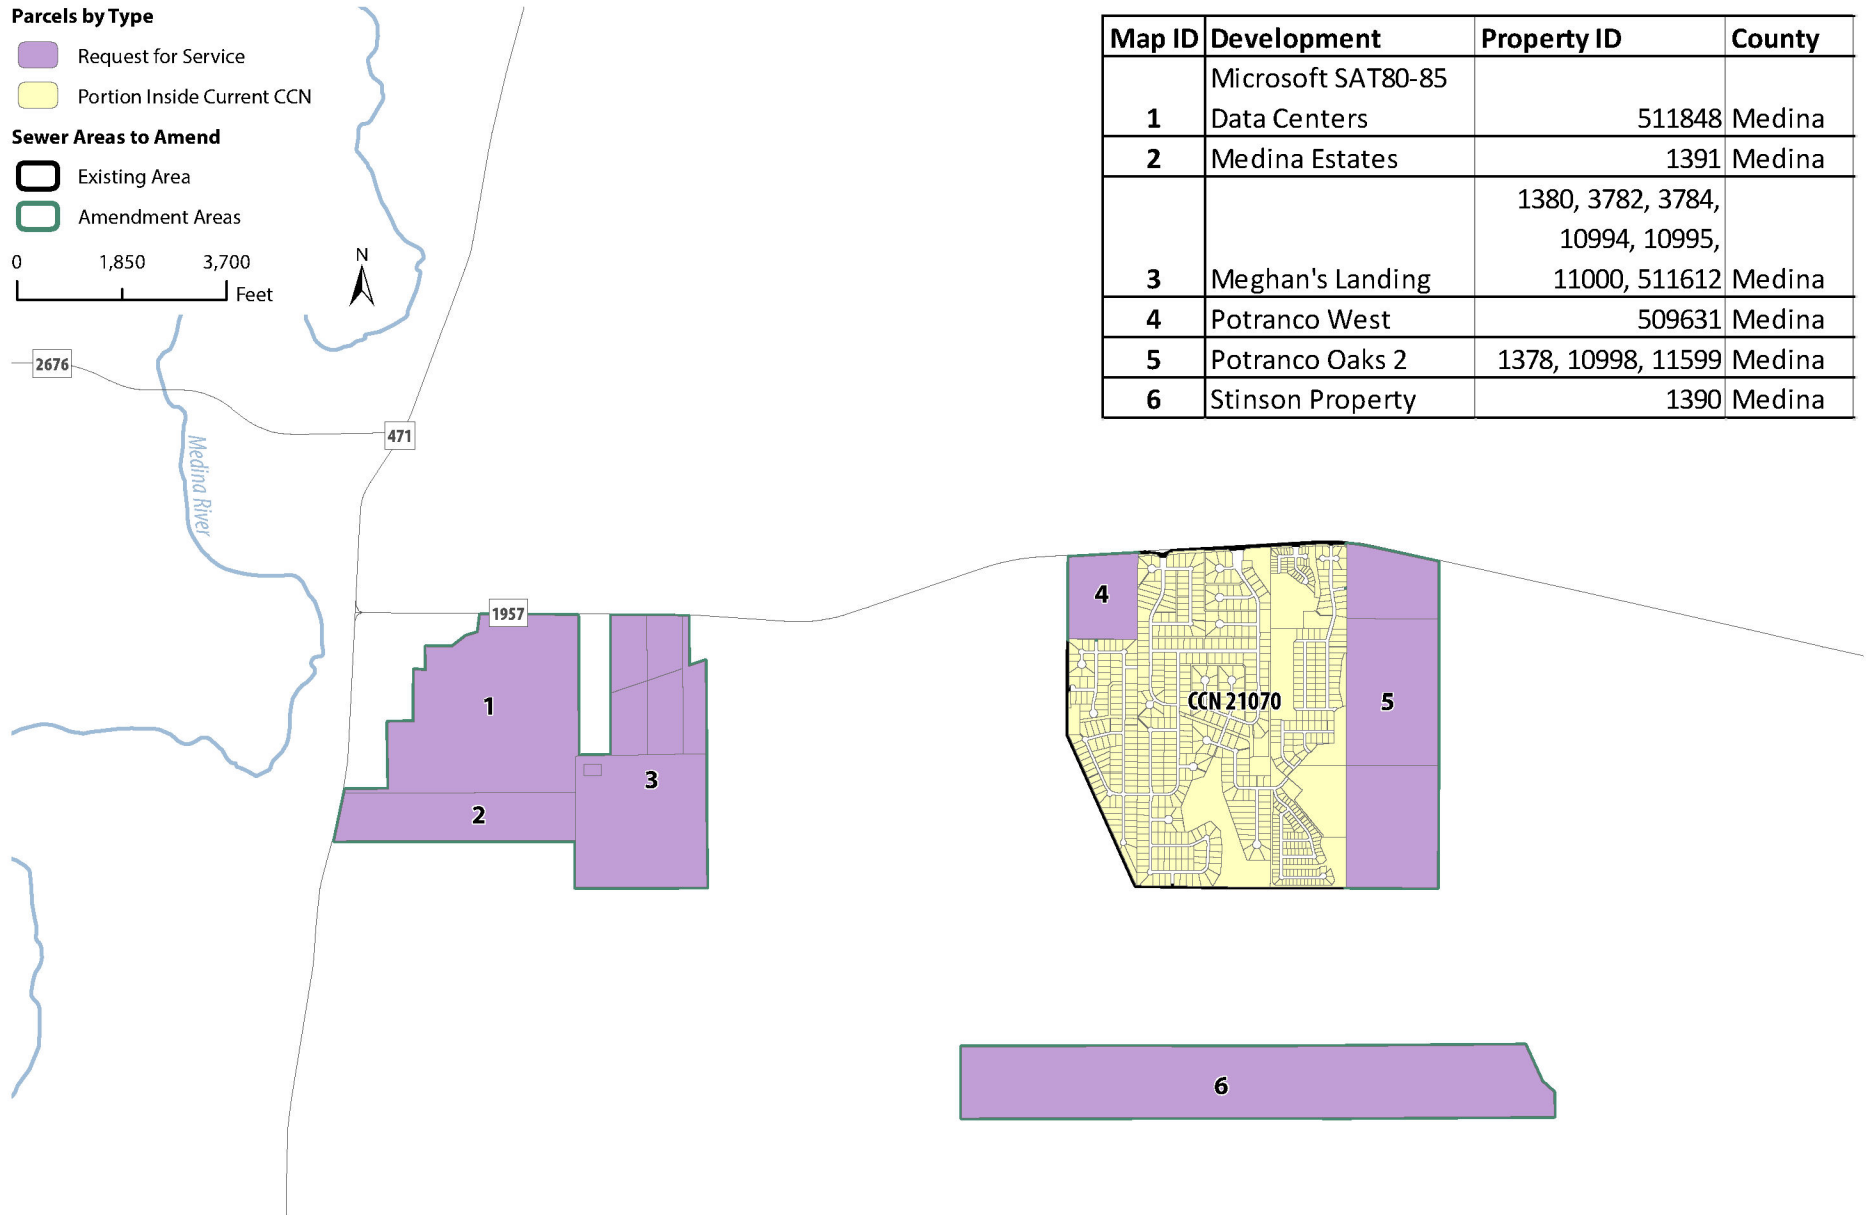 Parcels by Type
Request for Service
Portion Inside Current CCN
Sewer Areas to Amend
Existing Area
Amendment Areas
0 1,850 3,700
Feet
N
Map ID Development Property ID County
Microsoft SAT80-85
1 Data Centers 511848 Medina
2 Medina Estates 1391 Medina
1380, 3782, 3784,
10994, 10995,
3 Meghan's Landing 11000, 511612 Medina
4 Potranco West 509631 Medina
5 Potranco Oaks 2 1378, 10998, 11599 Medina
6 Stinson Property 1390 Medina
2676
471
Medina River
1957
4
1
CCN 21070
5
3
2
6